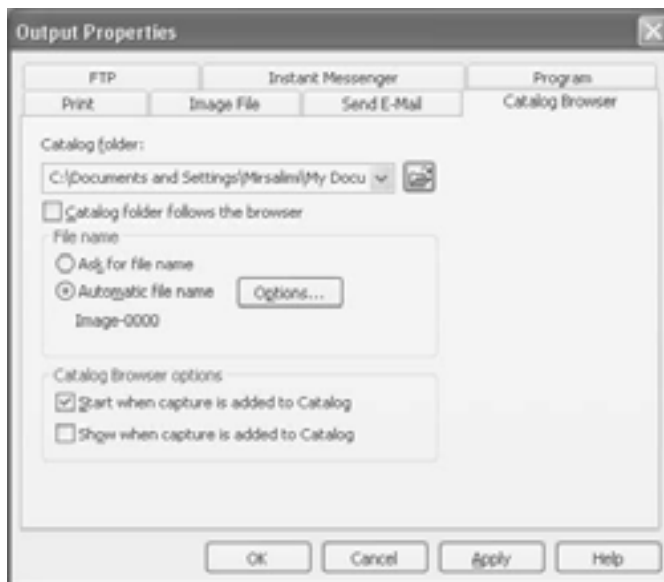 Output Properties
FTP Instant Messenger Program
Print Image File Send E-Mail Catalog Browser
Catalog folder:
C:\Documents and Settings\Mirsalimi\My Docu
Catalog folder follows the browser
File name
Ask for file name
Automatic file name Options...
Image-0000
Catalog Browser options
Start when capture is added to Catalog
Show when capture is added to Catalog
OK Cancel Apply Help